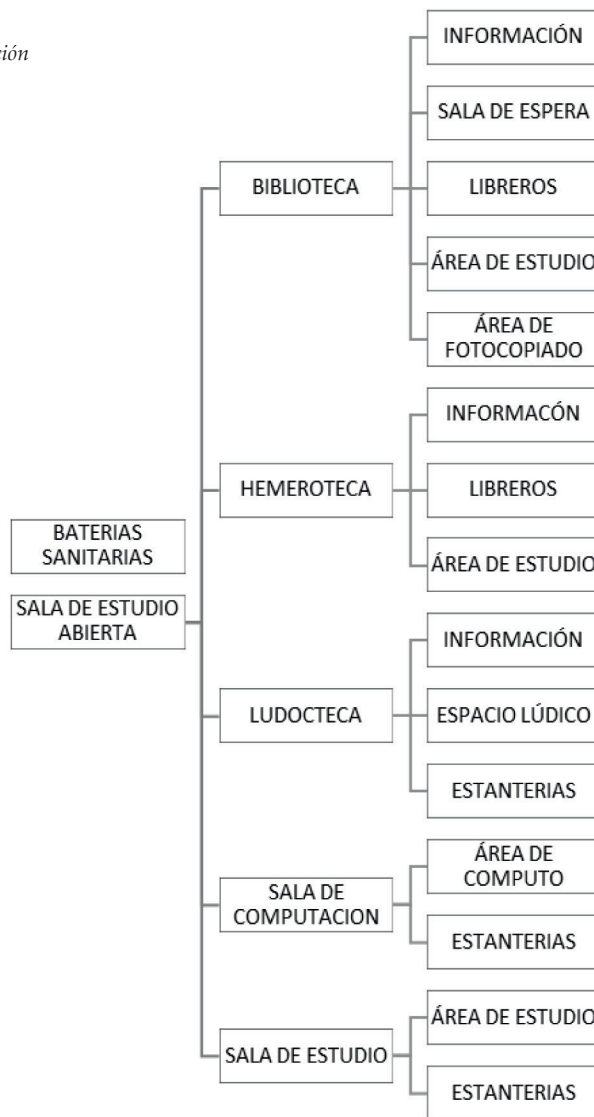 ión
BATERIAS
SANITARIAS
SALA DE ESTUDIO
ABIERTA
BIBLIOTECA
INFORMACIÓN
SALA DE ESPERA
LIBREROS
ÁREA DE ESTUDIO
ÁREA DE
FOTOCOPIADO
HEMEROTECA
INFORMACÓN
LIBREROS
ÁREA DE ESTUDIO
LUDOCTECA
INFORMACIÓN
ESPACIO LÚDICO
ESTANTERIAS
SALA DE
COMPUTACION
ÁREA DE
COMPUTO
ESTANTERIAS
SALA DE ESTUDIO
ÁREA DE ESTUDIO
ESTANTERIAS